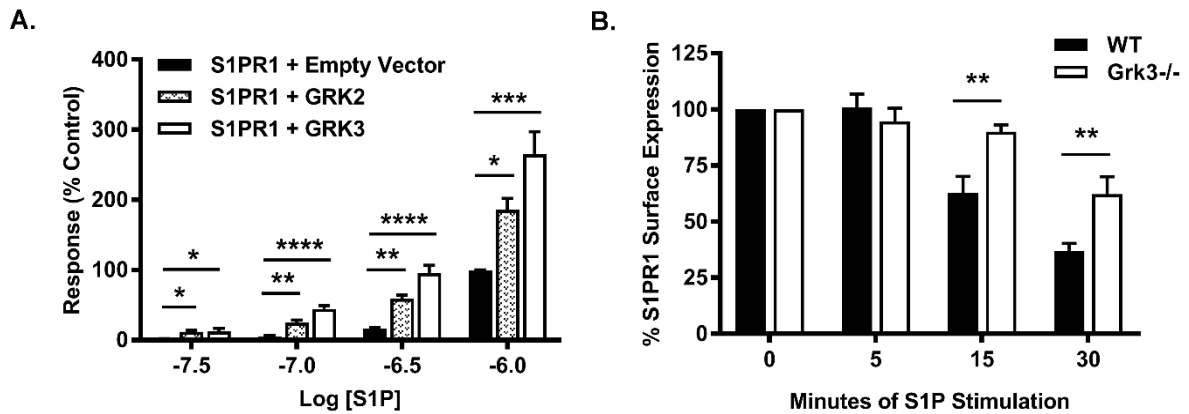 A.
Response (% Control)
400
300
200
100
0
S1PR1 + Empty Vector
S1PR1 + GRK2
S1PR1 + GRK3
*
*
**
****
**
****
*
***
-7.5 -7.0 -6.5 -6.0
Log [S1P]
B.
% S1PR1 Surface Expression
125
100
75
50
25
0
WT
Grk3-/-
**
**
0 5 15 30
Minutes of S1P Stimulation